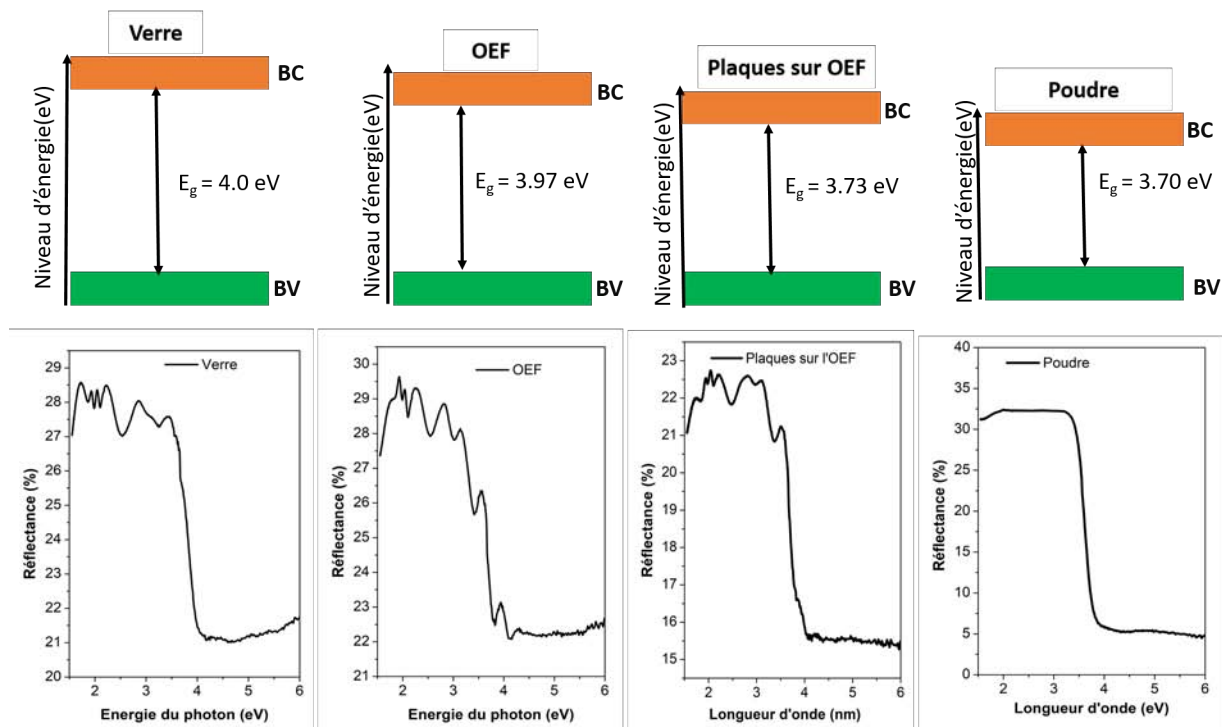 Verre
Niveau d'énergie(eV)
BC
E_g = 4.0 eV
BV
OEF
Niveau d'énergie(eV)
BC
E_g = 3.97 eV
BV
Plaques sur OEF
Niveau d'énergie(eV)
BC
E_g = 3.73 eV
BV
Poudre
Niveau d'énergie(eV)
BC
E_g = 3.70 eV
BV
Verre
Réflectance (%)
29
28
27
26
25
24
23
22
21
20
2 3 4 5 6
Energie du photon (eV)
OEF
Réflectance (%)
30
29
28
27
26
25
24
23
22
21
2 3 4 5 6
Energie du photon (eV)
Plaques sur l'OEF
Réflectance (%)
23
22
21
20
19
18
17
16
15
2 3 4 5 6
Longueur d'onde (nm)
Poudre
Réflectance (%)
40
35
30
25
20
15
10
5
0
2 3 4 5 6
Longueur d'onde (eV)